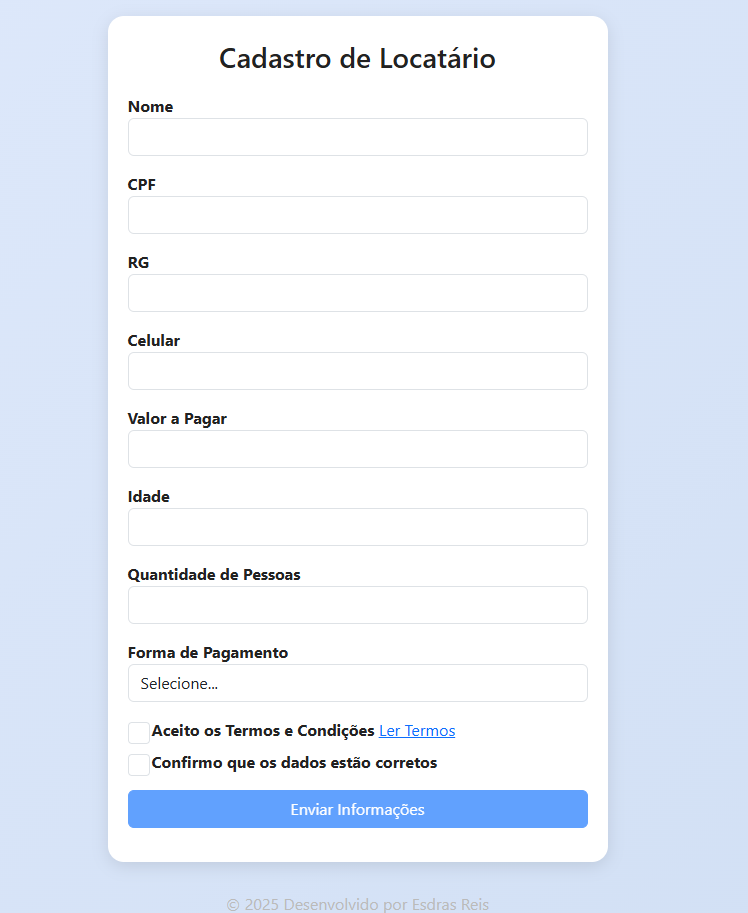 Cadastro de Locatário
Nome
CPF
RG
Celular
Valor a Pagar
Idade
Quantidade de Pessoas
Forma de Pagamento
Selecione...
Aceito os Termos e Condições Ler Termos
Confirmo que os dados estão corretos
Enviar Informações
© 2025 Desenvolvido por Esdras Reis